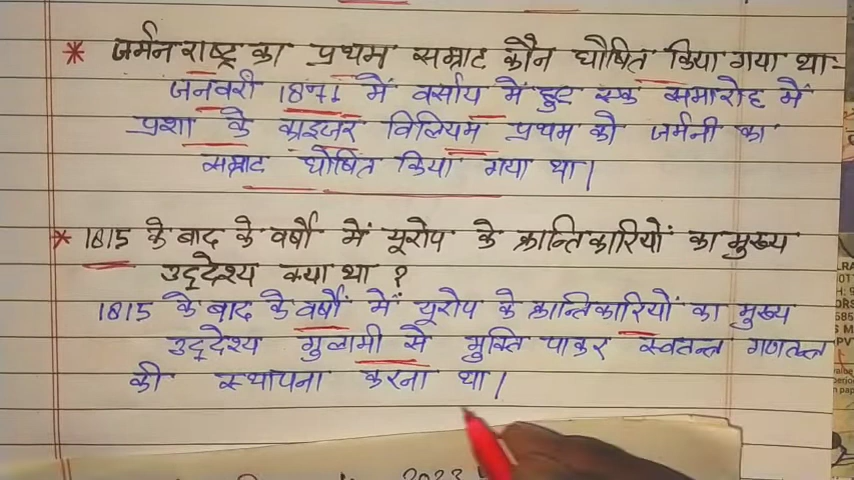 * जर्मन राष्ट्र का प्रथम सम्राट कौन घोषित किया गया था-
जनवरी 1871 में वर्साय में हुए एक समारोह में
प्रशा के काइजर विलियम प्रथम को जर्मनी का
सम्राट घोषित किया गया था।
* 1815 के बाद के वर्षों में यूरोप के क्रान्तिकारियों का मुख्य
उद्देश्य क्या था ?
1815 के बाद के वर्षों में यूरोप के क्रान्तिकारियों का मुख्य
उद्देश्य गुलामी से मुक्ति पाकर स्वतन्त्र गणतन्त्र
की स्थापना करना था।
2023